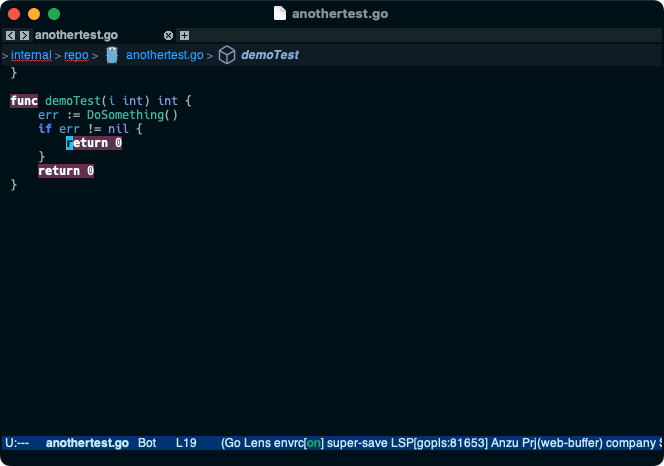 anothertest.go
anothertest.go
> internal > repo > anothertest.go > demoTest
}
func demoTest(i int) int {
    err := DoSomething()
    if err != nil {
        return 0
    }
    return 0
}
U:--- anothertest.go Bot L19 (Go Lens envrc[on] super-save LSP[gopls:81653] Anzu Prj(web-buffer) company S